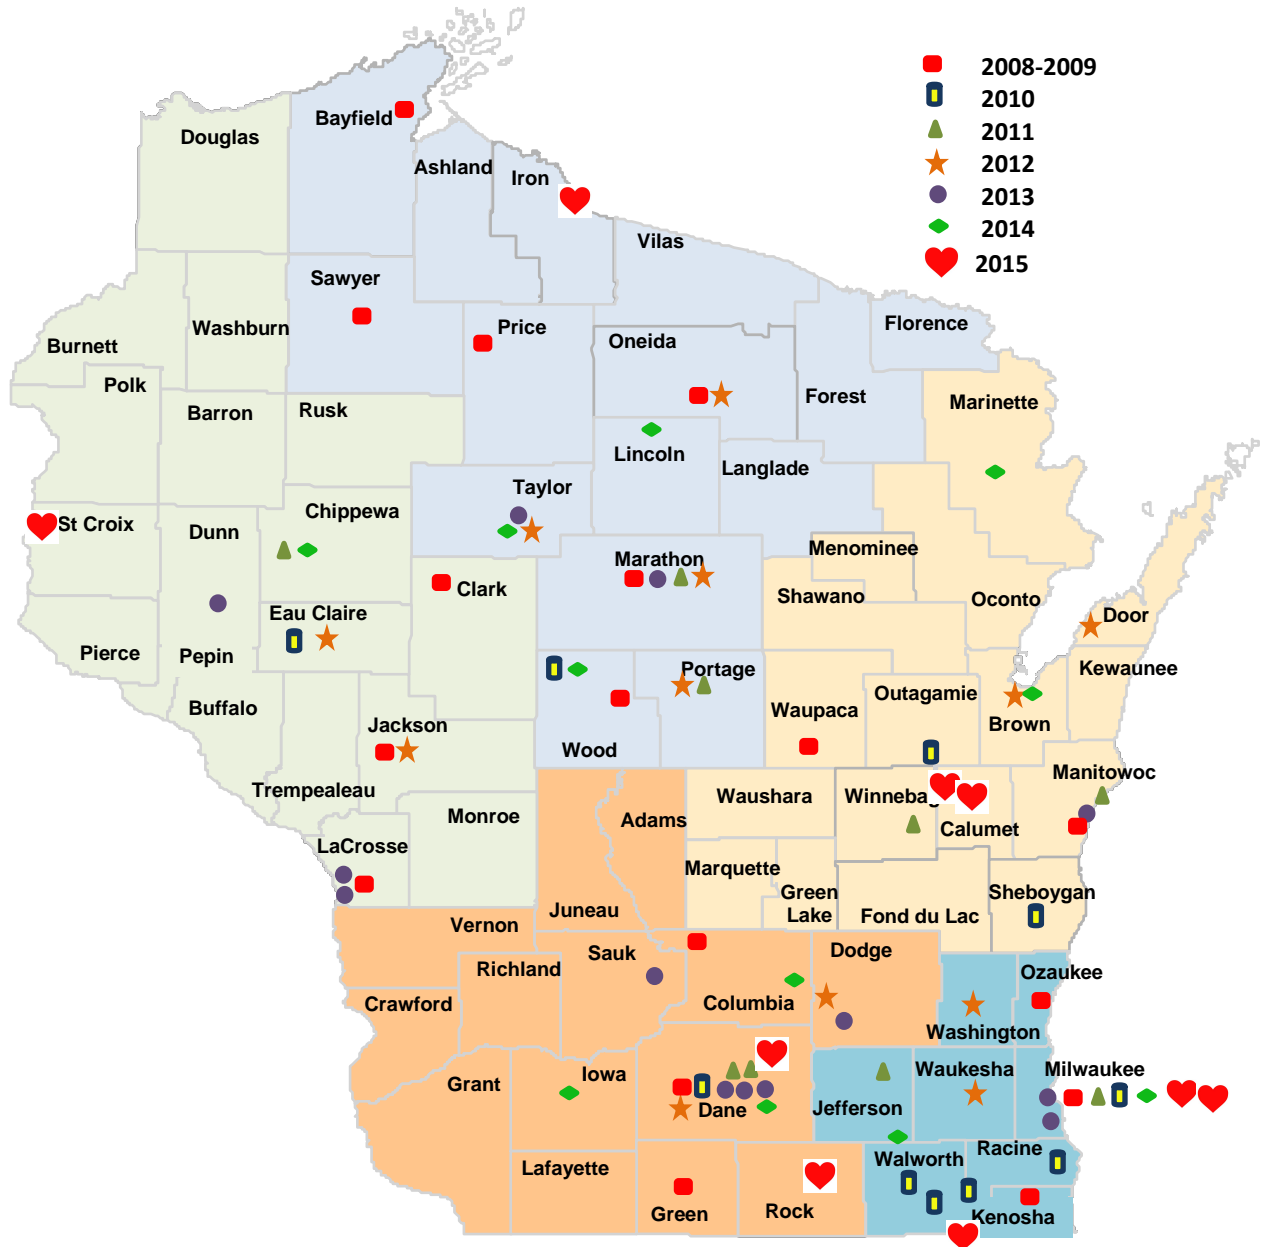 2008-2009
2010
2011
2012
2013
2014
2015
Douglas
Bayfield
Ashland
Iron
Vilas
Sawyer
Washburn
Burnett
Price
Oneida
Florence
Polk
Barron
Rusk
Forest
Marinette
Lincoln
Langlade
Taylor
St Croix
Dunn
Chippewa
Marathon
Menominee
Clark
Shawano
Oconto
Eau Claire
Door
Pierce
Pepin
Portage
Kewaunee
Buffalo
Jackson
Wood
Waupaca
Outagamie
Brown
Trempealeau
Monroe
Adams
Waushara
Winnebag
Calumet
Manitowoc
LaCrosse
Marquette
Green
Lake
Sheboygan
Juneau
Fond du Lac
Vernon
Sauk
Dodge
Richland
Columbia
Ozaukee
Crawford
Washington
Grant
Iowa
Dane
Jefferson
Waukesha
Milwaukee
Lafayette
Walworth
Racine
Green
Rock
Kenosha